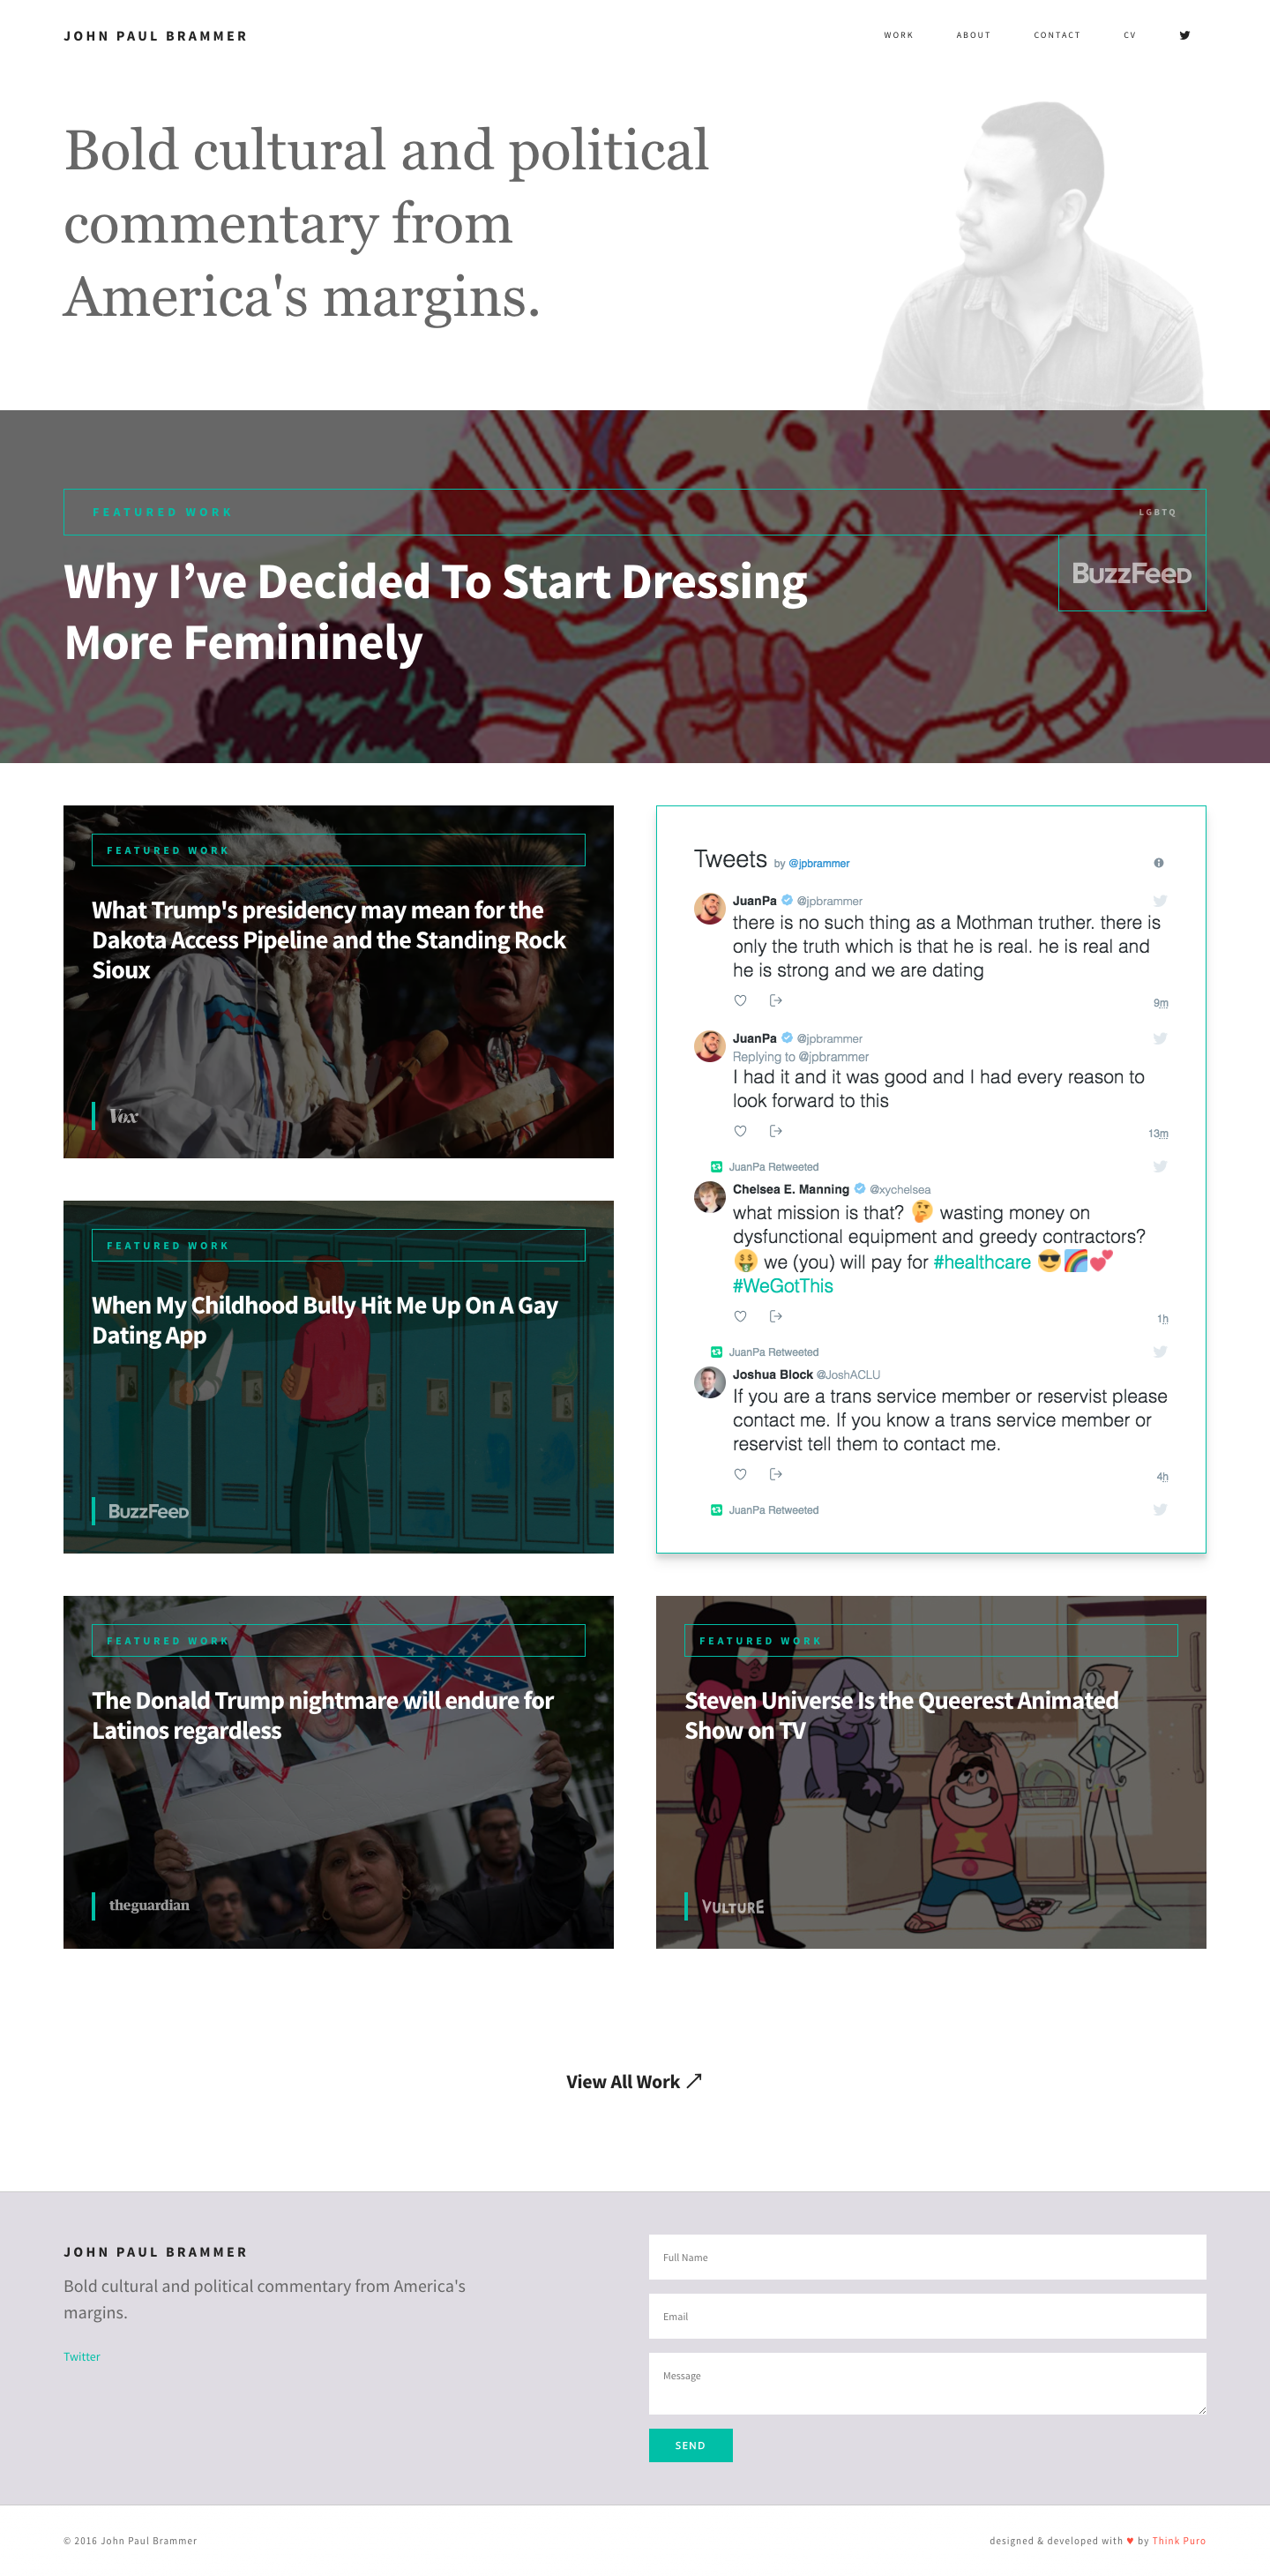 JOHN PAUL BRAMMER
WORK ABOUT CONTACT CV
Bold cultural and political
commentary from
America's margins.
FEATURED WORK
LGBTQ
BuzzFeeD
Why I’ve Decided To Start Dressing
More Femininely
FEATURED WORK
What Trump's presidency may mean for the
Dakota Access Pipeline and the Standing Rock
Sioux
Vox
FEATURED WORK
When My Childhood Bully Hit Me Up On A Gay
Dating App
BuzzFeeD
Tweets by @jpbrammer
JuanPa @jpbrammer
there is no such thing as a Mothman truther. there is
only the truth which is that he is real. he is real and
he is strong and we are dating
9m
JuanPa @jpbrammer
Replying to @jpbrammer
I had it and it was good and I had every reason to
look forward to this
13m
JuanPa Retweeted
Chelsea E. Manning @xychelsea
what mission is that? 🤔 wasting money on
dysfunctional equipment and greedy contractors?
🤑 we (you) will pay for #healthcare 😎🌈💕
#WeGotThis
1h
JuanPa Retweeted
Joshua Block @JoshACLU
If you are a trans service member or reservist please
contact me. If you know a trans service member or
reservist tell them to contact me.
4h
JuanPa Retweeted
FEATURED WORK
The Donald Trump nightmare will endure for
Latinos regardless
theguardian
FEATURED WORK
Steven Universe Is the Queerest Animated
Show on TV
VULTURE
View All Work ↗
JOHN PAUL BRAMMER
Bold cultural and political commentary from America's
margins.
Twitter
Full Name
Email
Message
SEND
© 2016 John Paul Brammer
designed & developed with ♥ by Think Puro